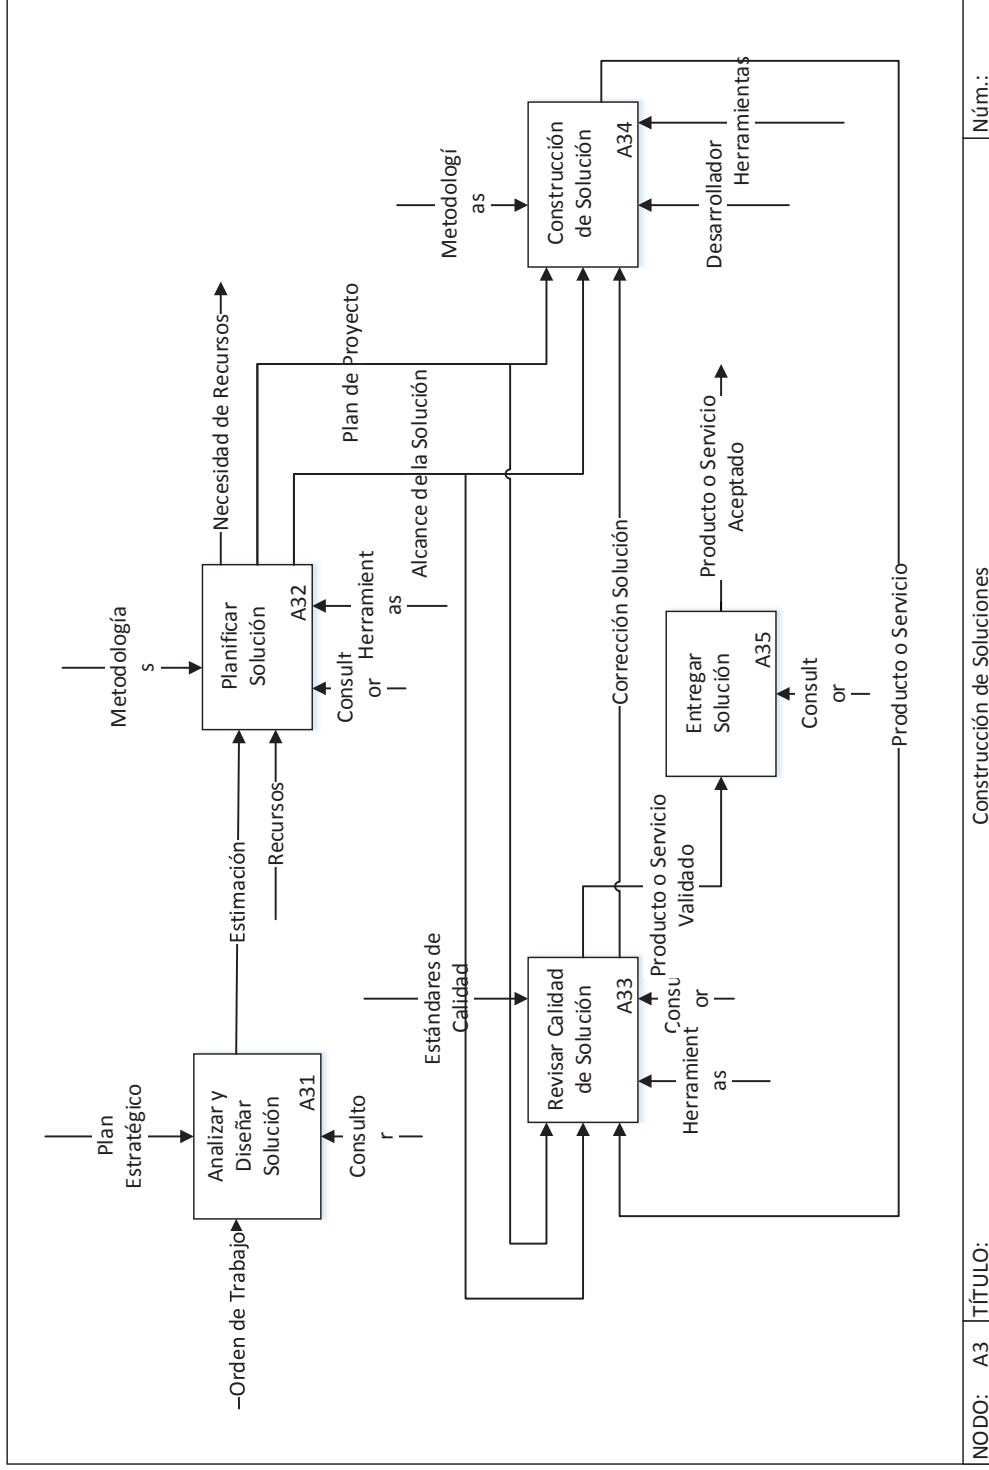 Plan
Estratégico
Orden de Trabajo
Analizar y
Diseñar
Solución
A31
Consulto
r
Estimación
Recursos
Metodología
s
Planificar
Solución
A32
Consult
or
Herramient
as
Necesidad de Recursos
Plan de Proyecto
Alcance de la Solución
Estándares de
Calidad
Revisar Calidad
de Solución
A33
Herramient
as
Consu
or
Producto o Servicio
Validado
Corrección Solución
Metodologí
as
Construcción
de Solución
A34
Desarrollador
Herramientas
Entregar
Solución
A35
Consult
or
Producto o Servicio
Aceptado
Producto o Servicio
NODO: A3
TÍTULO:
Construcción de Soluciones
Núm.: